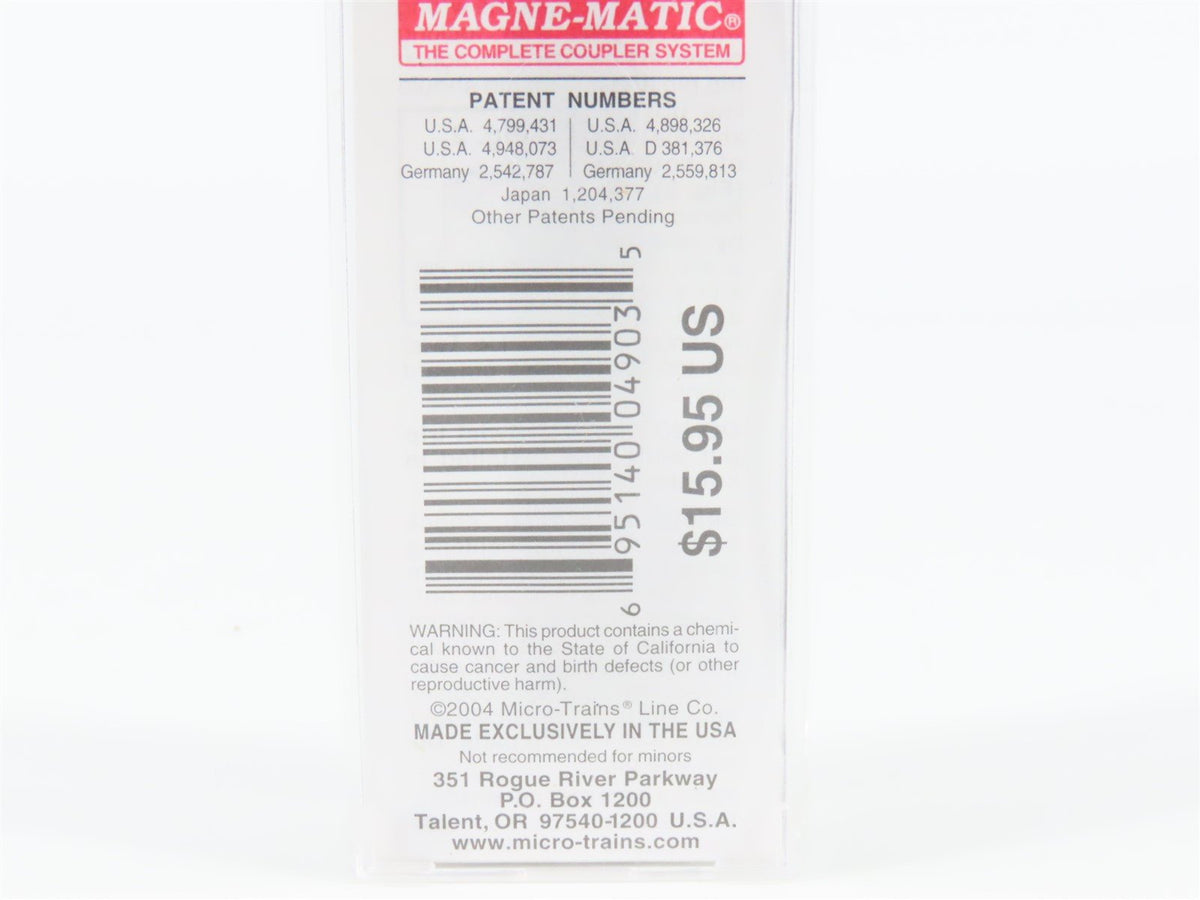 MAGNE-MATIC®
THE COMPLETE COUPLER SYSTEM
PATENT NUMBERS
U.S.A. 4,799,431 U.S.A. 4,898,326
U.S.A. 4,948,073 U.S.A. D 381,376
Germany 2,542,787 Germany 2,559,813
Japan 1,204,377
Other Patents Pending
6 95140 04903 5
$15.95 US
WARNING: This product contains a chemi-
cal known to the State of California to
cause cancer and birth defects (or other
reproductive harm).
©2004 Micro-Trains® Line Co.
MADE EXCLUSIVELY IN THE USA
Not recommended for minors
351 Rogue River Parkway
P.O. Box 1200
Talent, OR 97540-1200 U.S.A.
www.micro-trains.com